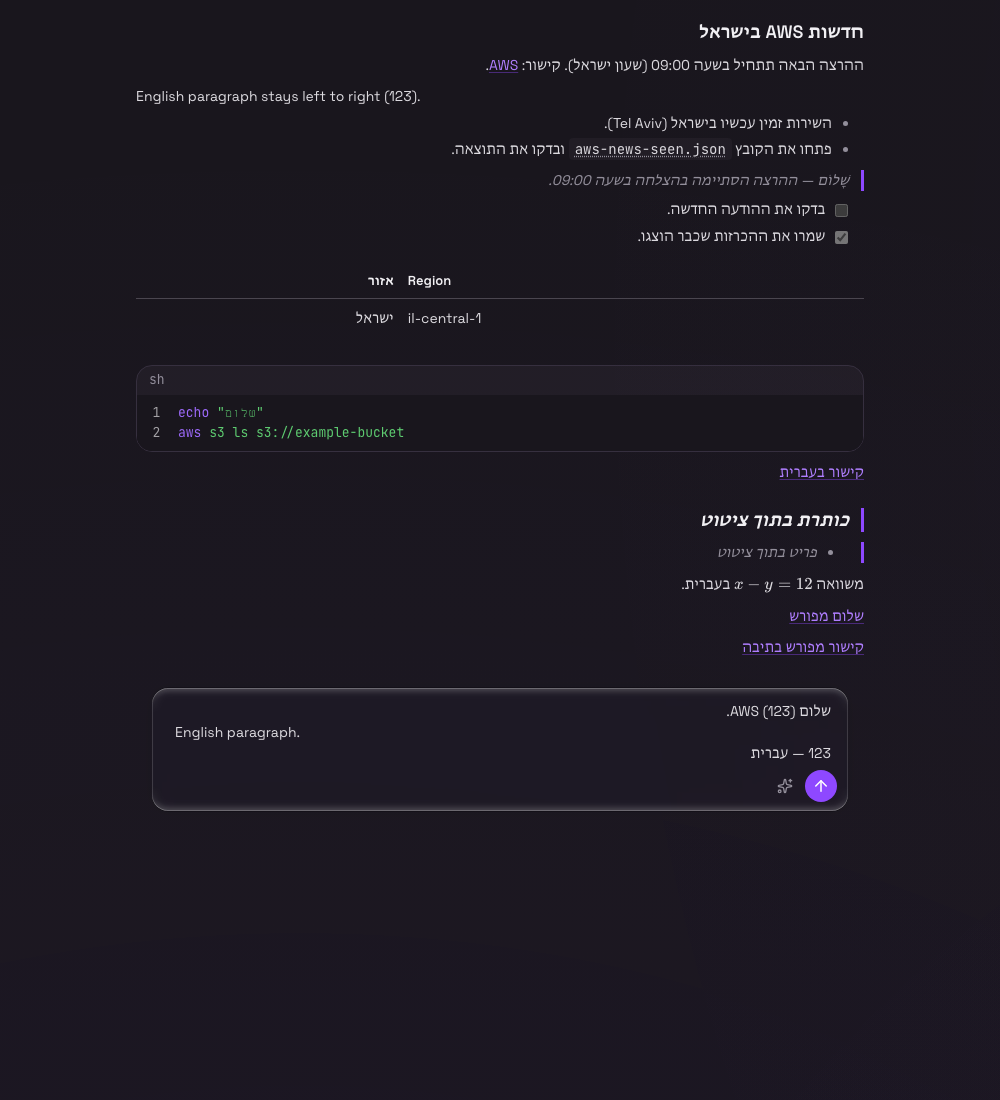 חדשות AWS בישראל
ההרצה הבאה תתחיל בשעה 09:00 (שעון ישראל). קישור: AWS.
English paragraph stays left to right (123).
השירות זמין עכשיו בישראל (Tel Aviv).
פתחו את הקובץ aws-news-seen.json ובדקו את התוצאה.
שָׁלוֹם — ההרצה הסתיימה בהצלחה בשעה 09:00.
בדקו את ההודעה החדשה.
שמרו את ההכרזות שכבר הוצגו.
אזור Region
ישראל il-central-1
sh
1 echo "שלום"
2 aws s3 ls s3://example-bucket
קישור בעברית
כותרת בתוך ציטוט
פריט בתוך ציטוט
משוואה x − y = 12 בעברית.
שלום מפורש
קישור מפורש בתיבה
שלום AWS (123).
English paragraph.
123 — עברית